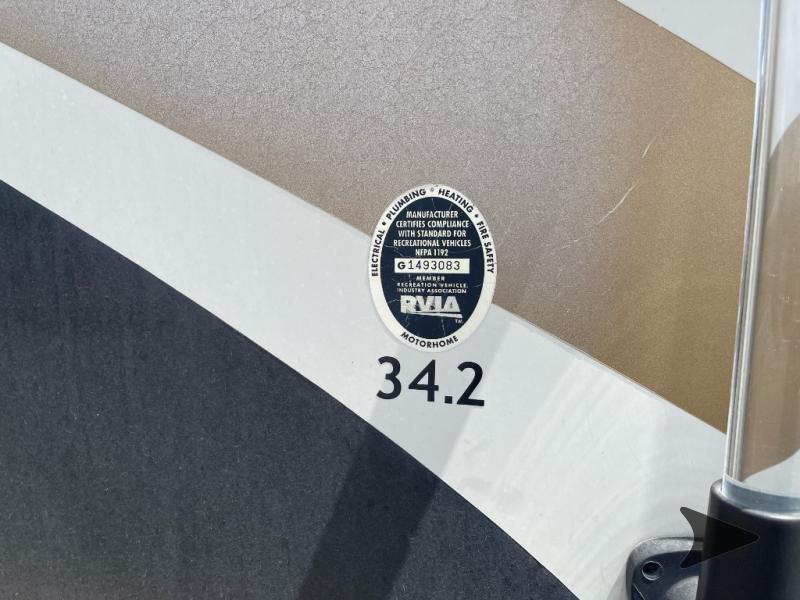 ELECTRICAL • PLUMBING • HEATING • FIRE SAFETY
MANUFACTURER
CERTIFIES COMPLIANCE
WITH STANDARD FOR
RECREATIONAL VEHICLES
NFPA 1192
G1493083
MEMBER
RECREATION VEHICLE
INDUSTRY ASSOCIATION
RVIA
TM
MOTORHOME
34.2